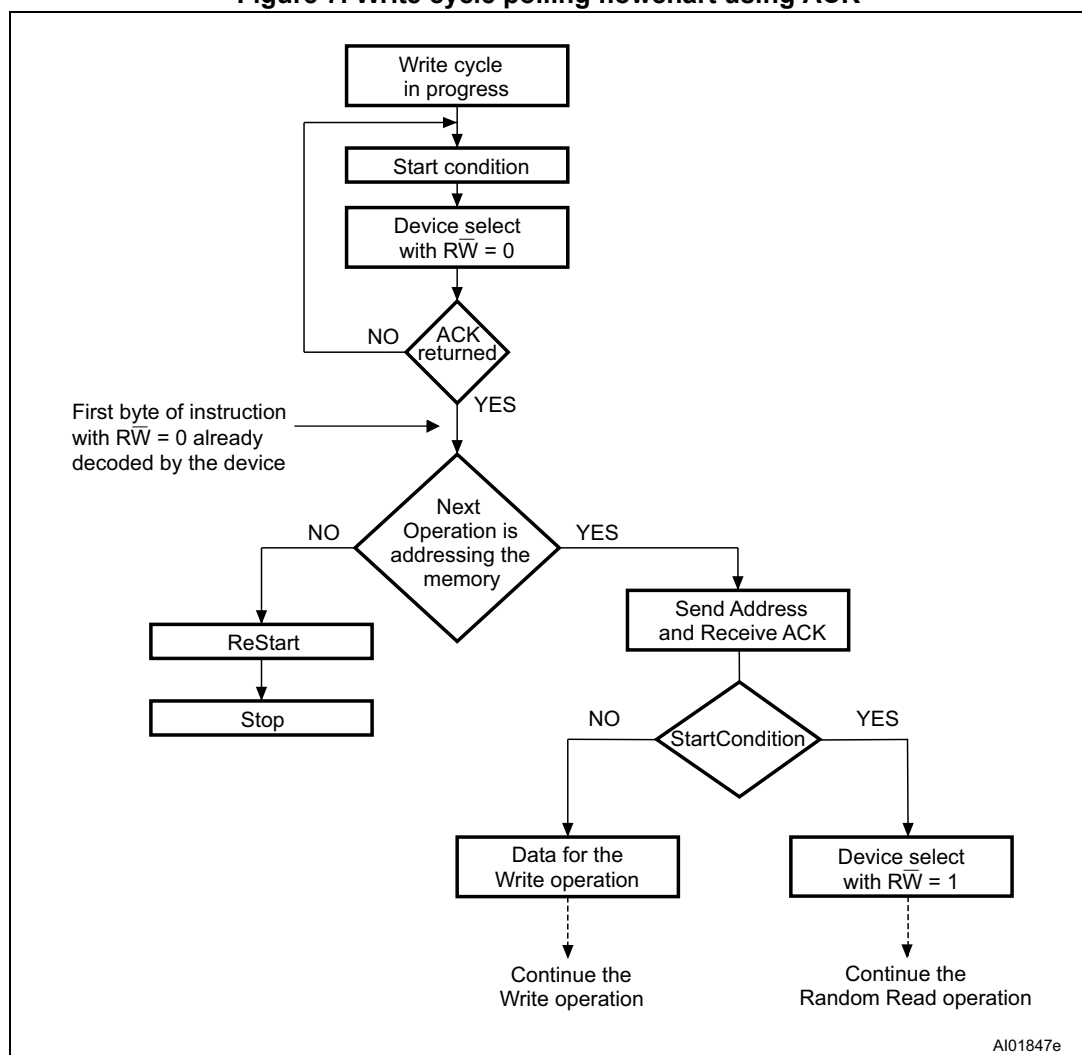 Figure 7. Write cycle polling flowchart using ACK
Write cycle
in progress
Start condition
Device select
with RW̅ = 0
NO
ACK
returned
YES
First byte of instruction
with RW̅ = 0 already
decoded by the device
Next
Operation is
addressing the
memory
NO
YES
Send Address
and Receive ACK
ReStart
Stop
NO
YES
StartCondition
Data for the
Write operation
Device select
with RW̅ = 1
Continue the
Write operation
Continue the
Random Read operation
AI01847e